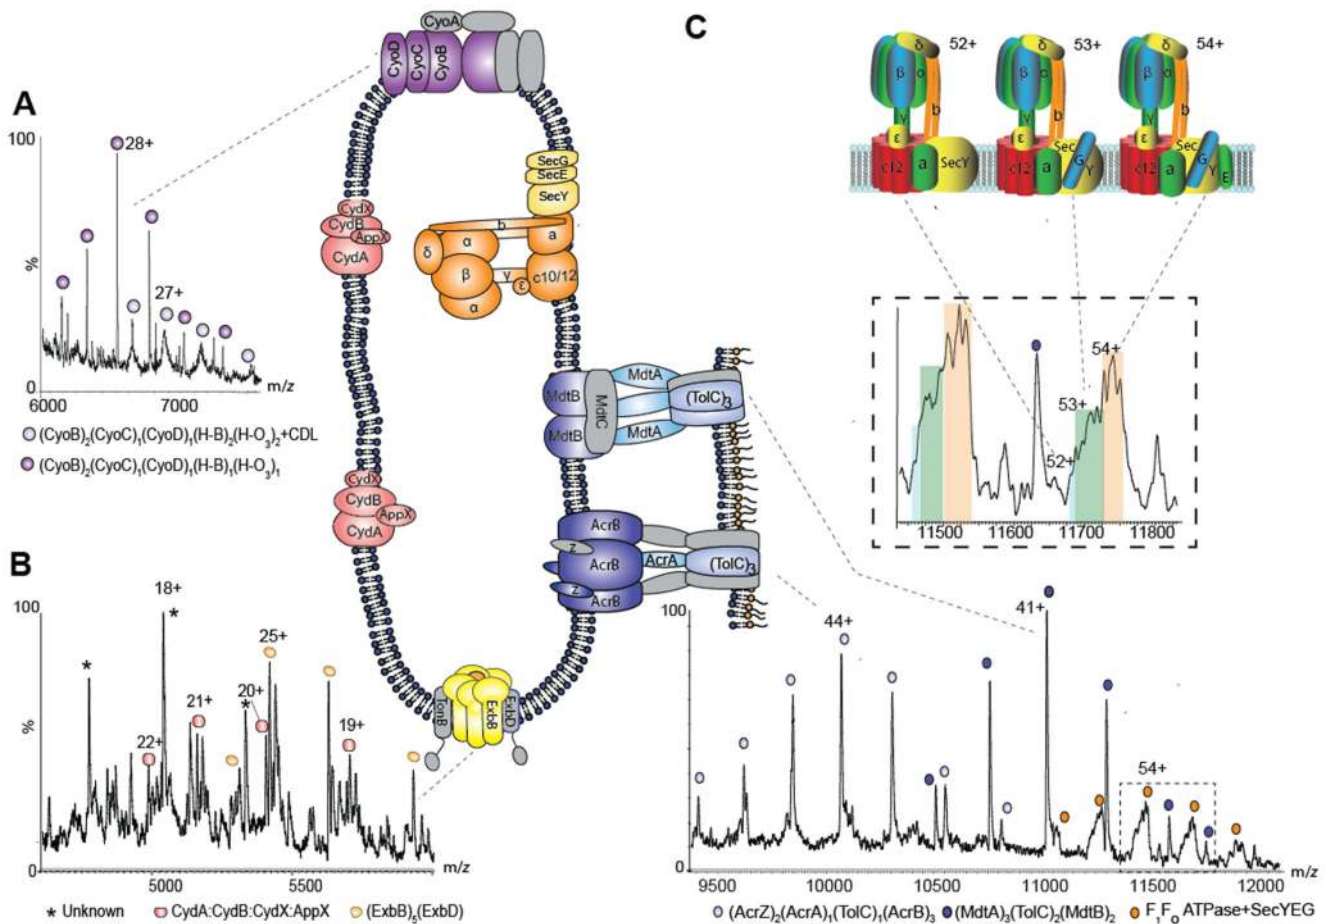 A
100
28+
27+
%
0
6000 7000 m/z
(CyoB)₂(CyoC)₁(CyoD)₁(H-B)₂(H-O₃)₂+CDL
(CyoB)₂(CyoC)₁(CyoD)₁(H-B)₁(H-O₃)₁
CyoA
CyoD
CyoC
CyoB
SecG
SecE
SecY
b
a
α
δ
β
γ
ε
c10/12
α
CydX
CydB
AppX
CydA
CydX
CydB
AppX
CydA
MdtA
MdtB
MdtC
(TolC)₃
MdtB
MdtA
AcrB
z
AcrB
AcrA
(TolC)₃
z
AcrB
TonB
ExbB
ExbD
B
100
18+
*
*
25+
21+
20+
*
22+
19+
%
0
5000 5500 m/z
* Unknown CydA:CydB:CydX:AppX (ExbB)₅(ExbD)
C
52+ 53+ 54+
δ
β α
b
γ
ε
c12 a SecY
δ
β α
b
γ
ε
c12 a Sec G Y
δ
β α
b
γ
ε
c12 a Sec G Y E
54+
53+
52+
11500 11600 11700 11800
100
44+
41+
54+
0
9500 10000 10500 11000 11500 12000 m/z
(AcrZ)₂(AcrA)₁(TolC)₁(AcrB)₃ (MdtA)₃(TolC)₂(MdtB)₂ F₁Fₒ ATPase+SecYEG